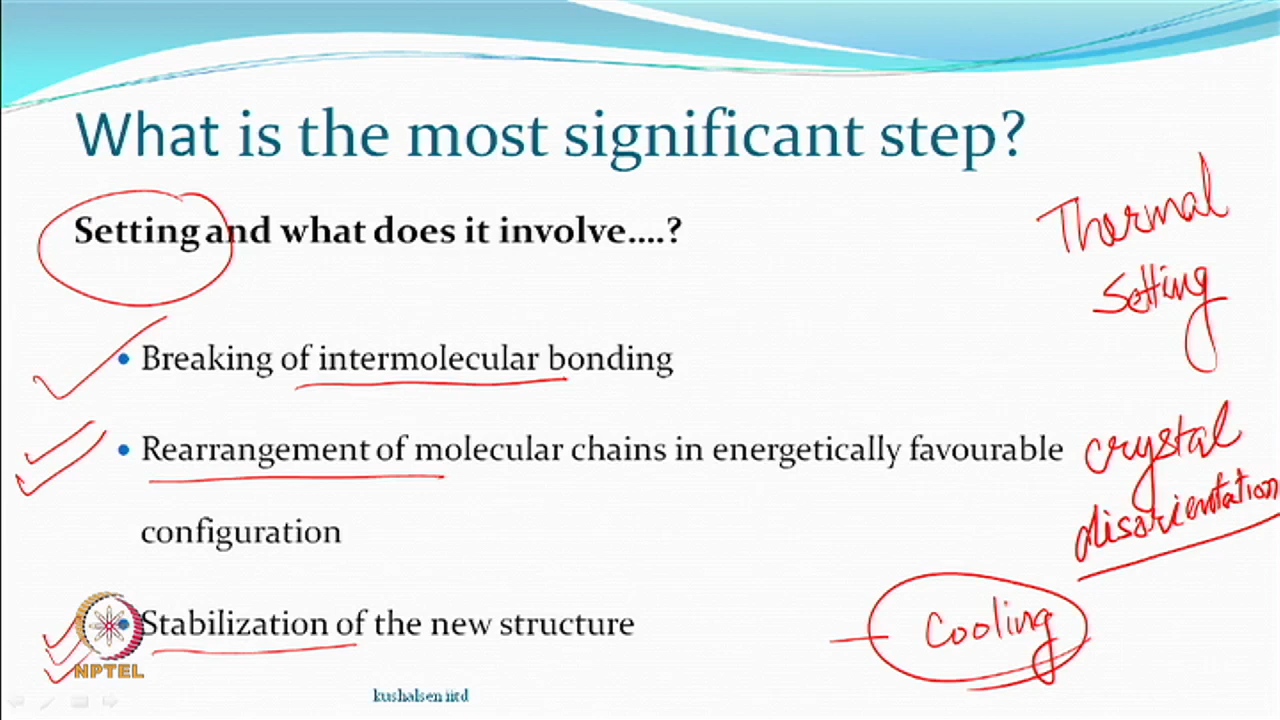 What is the most significant step?
Setting and what does it involve....?
Thermal
Setting
• Breaking of intermolecular bonding
• Rearrangement of molecular chains in energetically favourable
configuration
crystal
disorientation
• Stabilization of the new structure
Cooling
NPTEL
kushalsen iitd